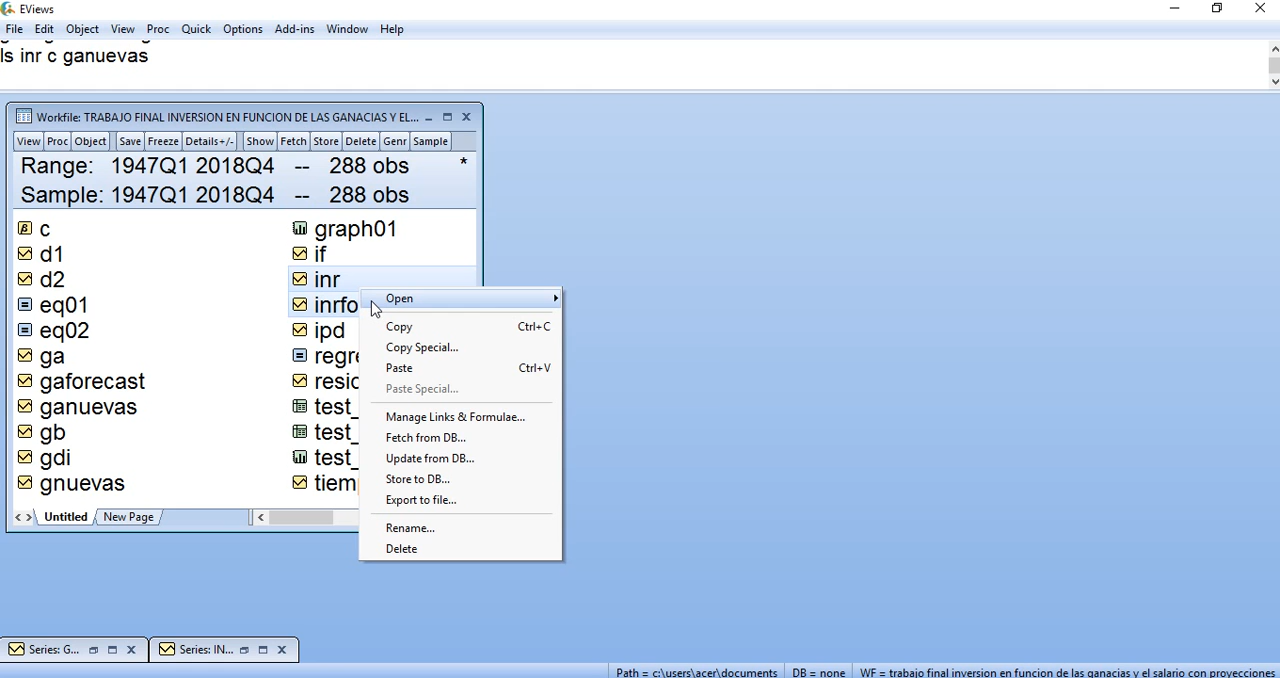 EViews
File Edit Object View Proc Quick Options Add-ins Window Help
ls inr c ganuevas
Workfile: TRABAJO FINAL INVERSION EN FUNCION DE LAS GANACIAS Y EL...
View Proc Object Save Freeze Details+/- Show Fetch Store Delete Genr Sample
Range: 1947Q1 2018Q4 -- 288 obs *
Sample: 1947Q1 2018Q4 -- 288 obs
c
d1
d2
eq01
eq02
ga
gaforecast
ganuevas
gb
gdi
gnuevas
graph01
if
inr
inrfo
ipd
regre
resid
test_
test_
test_
tiem
Open
Copy Ctrl+C
Copy Special...
Paste Ctrl+V
Paste Special...
Manage Links & Formulae...
Fetch from DB...
Update from DB...
Store to DB...
Export to file...
Rename...
Delete
Untitled New Page
Series: G... Series: IN...
Path = c:\users\acer\documents DB = none WF = trabajo final inversion en funcion de las ganacias y el salario con proyecciones